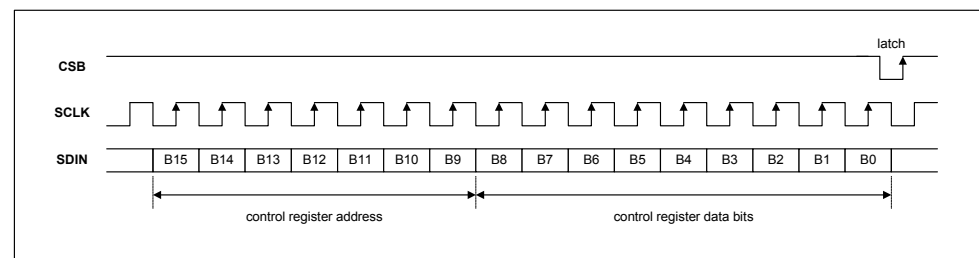 latch
CSB
SCLK
SDIN B15 B14 B13 B12 B11 B10 B9 B8 B7 B6 B5 B4 B3 B2 B1 B0
control register address control register data bits